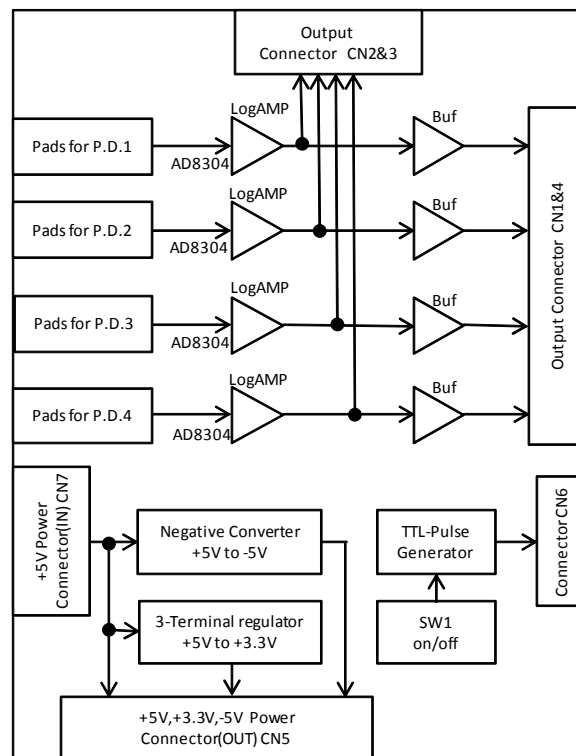 Output
Connector CN2&3
LogAMP
Buf
Pads for P.D.1
AD8304
LogAMP
Buf
Pads for P.D.2
AD8304
LogAMP
Buf
Pads for P.D.3
AD8304
LogAMP
Buf
Pads for P.D.4
AD8304
Output Connector CN1&4
+5V Power
Connector(IN) CN7
Negative Converter
+5V to -5V
TTL-Pulse
Generator
Connector CN6
3-Terminal regulator
+5V to +3.3V
SW1
on/off
+5V,+3.3V,-5V Power
Connector(OUT) CN5